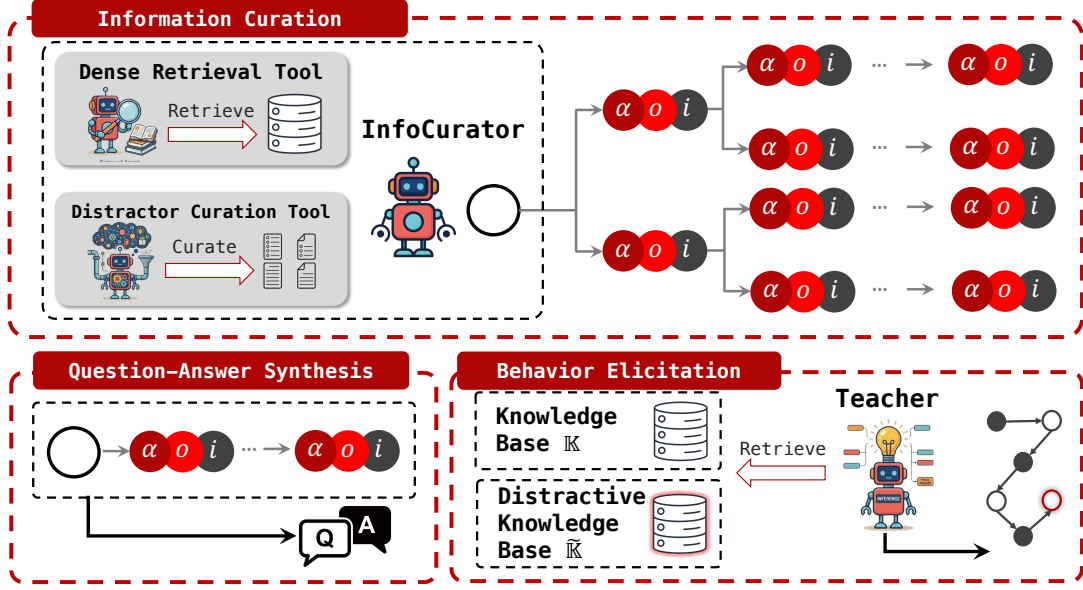 Information Curation
Dense Retrieval Tool
Retrieve
InfoCurator
Distractor Curation Tool
Curate
α o i
α o i ... α o i
α o i ... α o i
α o i
α o i ... α o i
α o i ... α o i
Question-Answer Synthesis
α o i ... α o i
Q A
Behavior Elicitation
Knowledge
Base 𝕂
Distractive
Knowledge
Base 𝕂̃
Retrieve
Teacher
INFERENCE